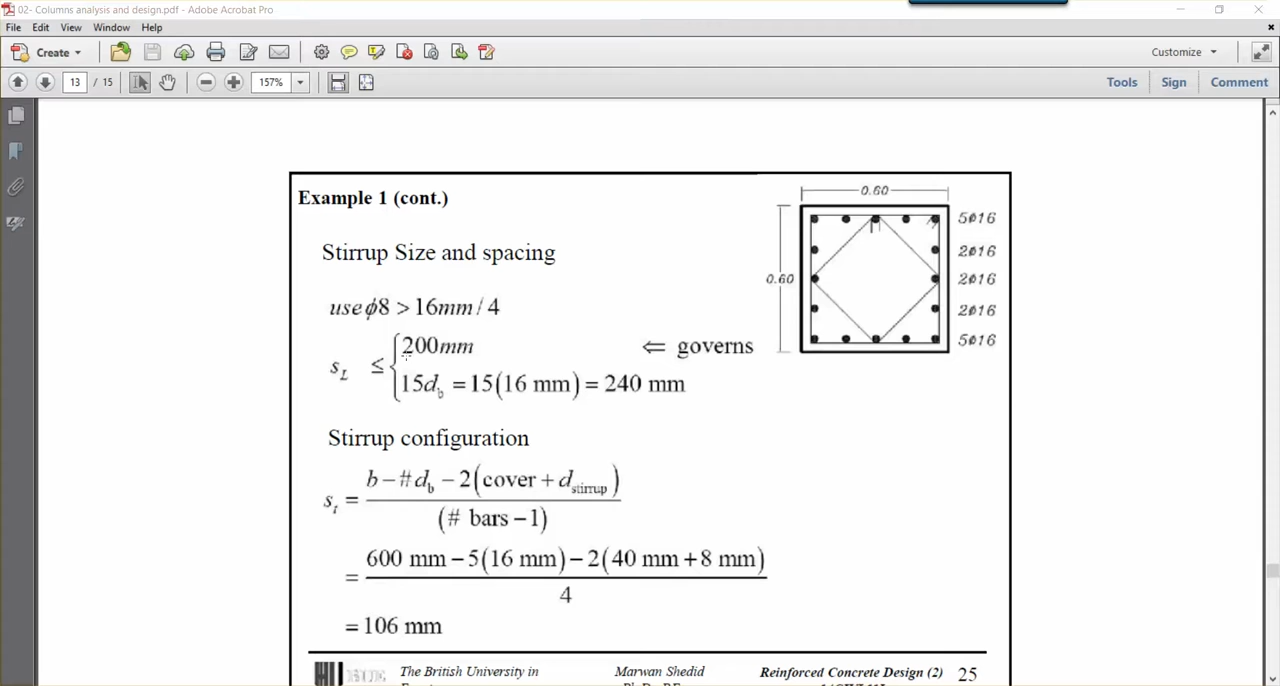 02- Columns analysis and design.pdf - Adobe Acrobat Pro
File Edit View Window Help
Create Customize
13 / 15 157% Tools Sign Comment
Example 1 (cont.)
0.60
Stirrup Size and spacing
5ϕ16
2ϕ16
0.60 2ϕ16
2ϕ16
5ϕ16
use ϕ8 > 16mm / 4
s_L ≤ { 200mm ⇐ governs
15d_b = 15(16 mm) = 240 mm
Stirrup configuration
s_t = (b − # d_b − 2(cover + d_stirrup)) / (# bars − 1)
= (600 mm − 5(16 mm) − 2(40 mm + 8 mm)) / 4
= 106 mm
The British University in Marwan Shedid Reinforced Concrete Design (2) 25